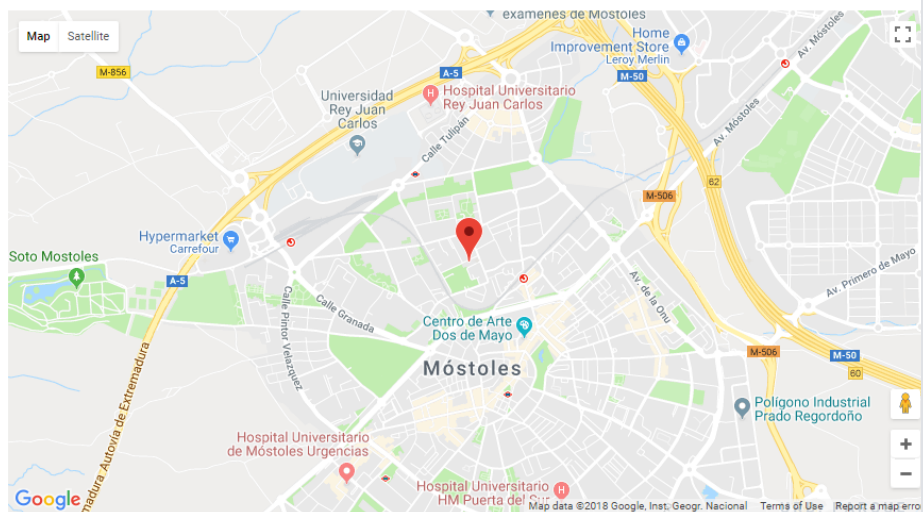 exámenes de Móstoles
Map
Satellite
Home
Improvement Store
Leroy Merlin
Av. Móstoles
M-856
A-5
M-50
Universidad
Rey Juan
Carlos
Hospital Universitario
Rey Juan Carlos
Calle Tulipán
Av. Móstoles
62
M-506
Hypermarket
Carrefour
Soto Mostoles
A-5
Av. Primero de Mayo
Calle Pintor Velazquez
Calle Granada
Av. de la Onu
Centro de Arte
Dos de Mayo
Móstoles
M-506
M-50
60
Autovía de Extremadura
Polígono Industrial
Prado Regordoño
Hospital Universitario
de Móstoles Urgencias
Hospital Universitario
HM Puerta del Sur
Google
Map data ©2018 Google, Inst. Geogr. Nacional
Terms of Use
Report a map erro